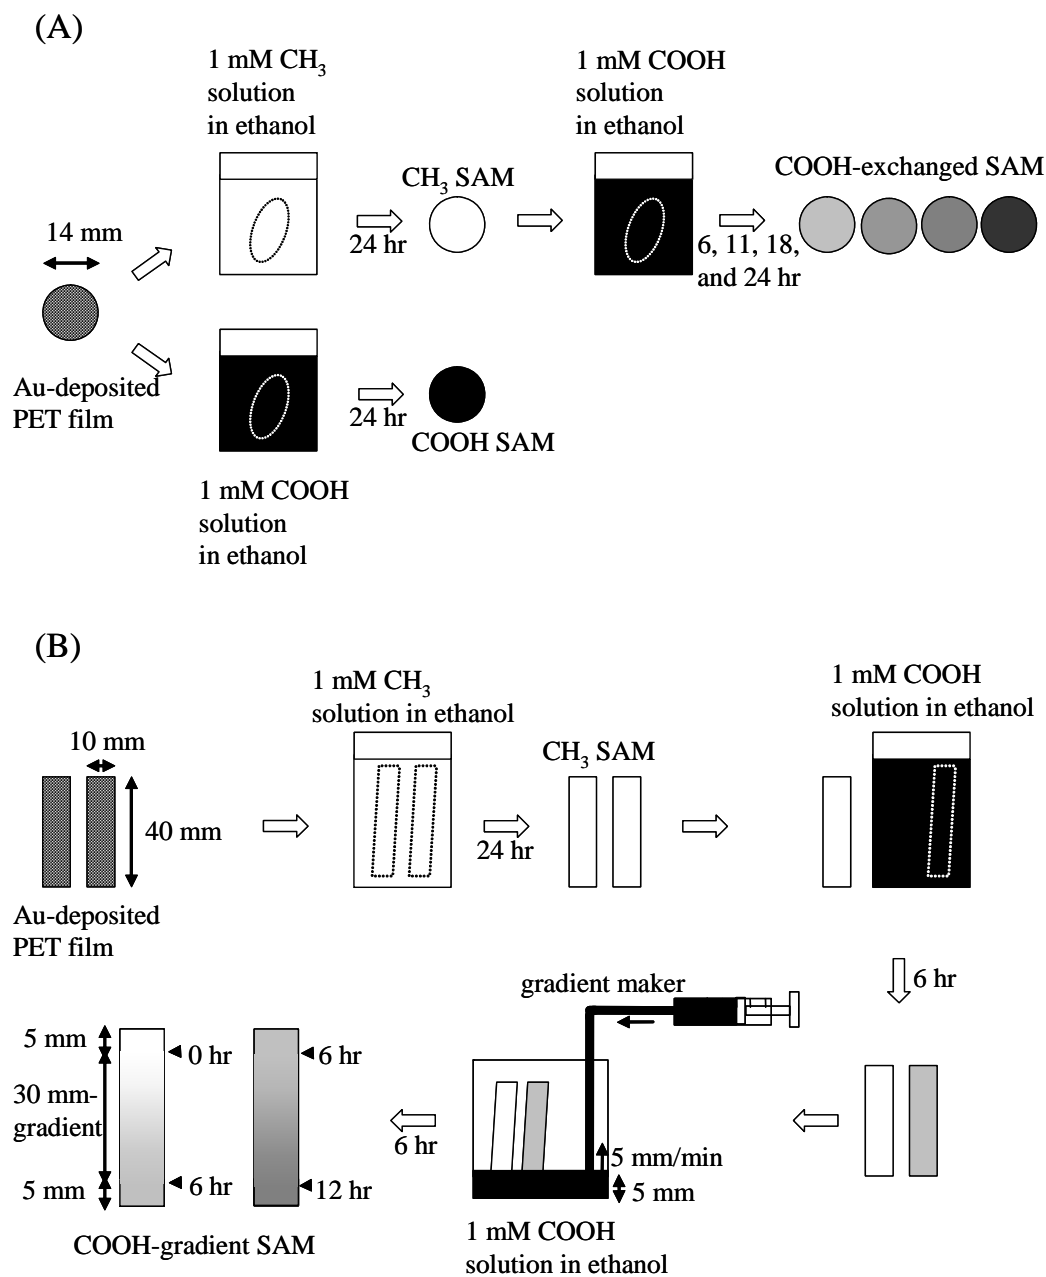 (A)
1 mM CH3
solution
in ethanol
1 mM COOH
solution
in ethanol
14 mm
Au-deposited
PET film
24 hr
CH3 SAM
6, 11, 18,
and 24 hr
COOH-exchanged SAM
24 hr
COOH SAM
1 mM COOH
solution
in ethanol
(B)
10 mm
40 mm
Au-deposited
PET film
1 mM CH3
solution in ethanol
24 hr
CH3 SAM
1 mM COOH
solution in ethanol
6 hr
gradient maker
5 mm/min
5 mm
1 mM COOH
solution in ethanol
6 hr
5 mm
30 mm-
gradient
5 mm
0 hr
6 hr
6 hr
12 hr
COOH-gradient SAM